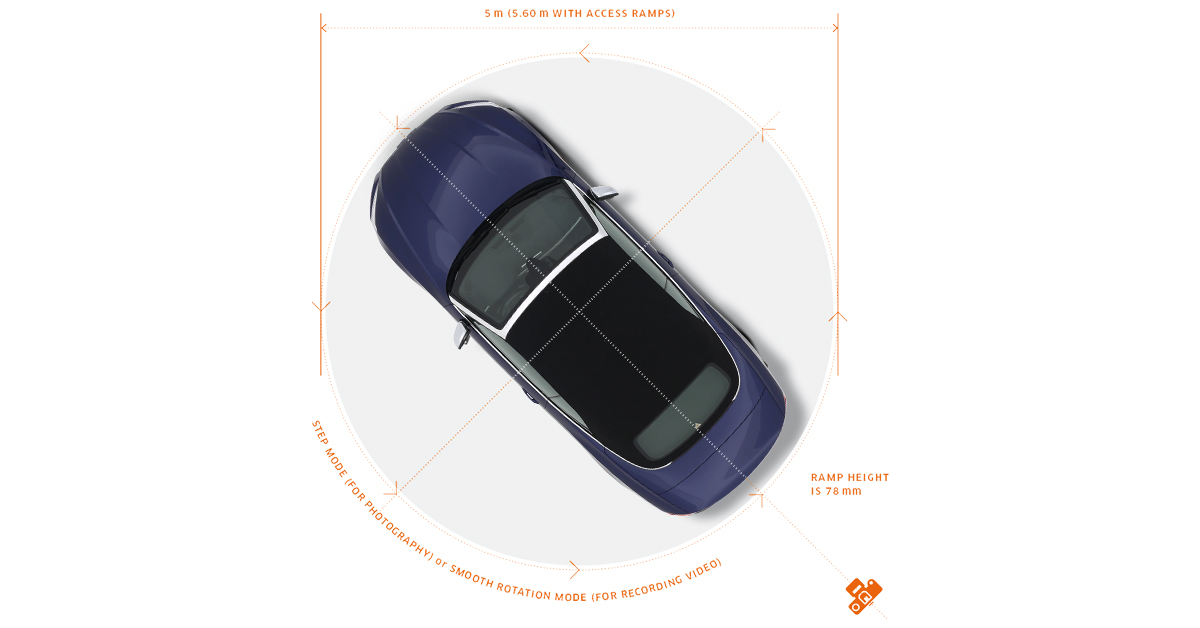 5 m (5.60 m WITH ACCESS RAMPS)
STEP MODE (FOR PHOTOGRAPHY) or SMOOTH ROTATION MODE (FOR RECORDING VIDEO)
RAMP HEIGHT
IS 78 mm